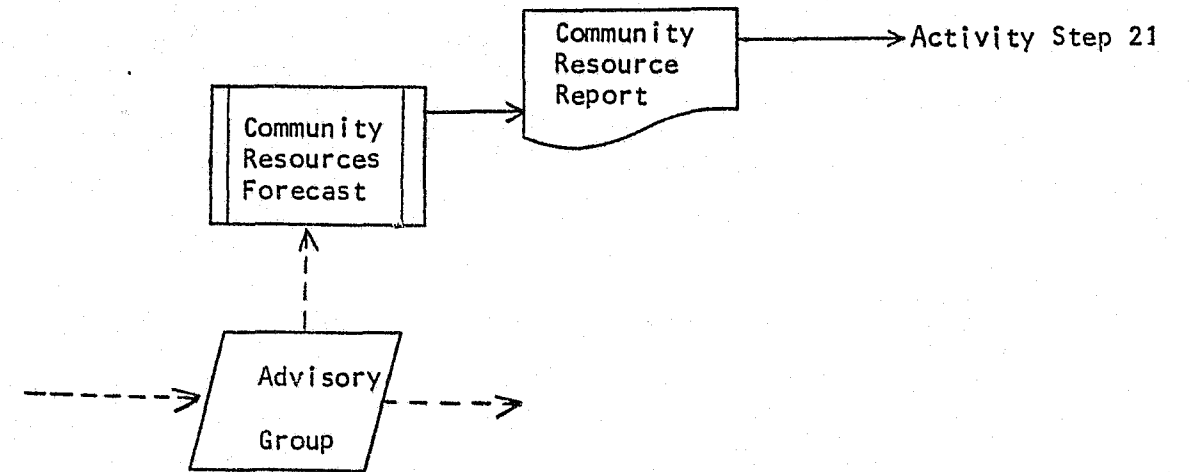 Community
Resource
Report
Activity Step 21
Community
Resources
Forecast
Advisory
Group